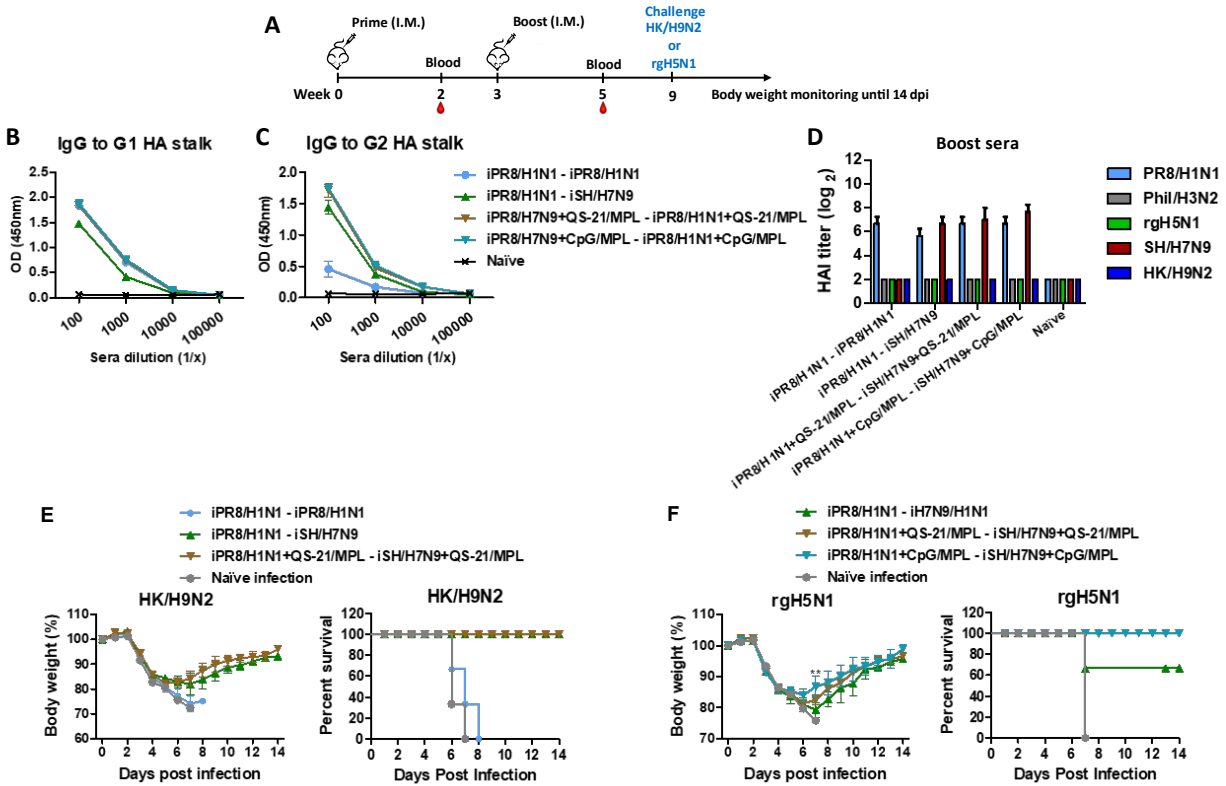 A
Prime (I.M.)
Boost (I.M.)
Challenge
HK/H9N2
or
rgH5N1
Blood
Blood
Week 0
2
3
5
9
Body weight monitoring until 14 dpi
B
IgG to G1 HA stalk
OD (450nm)
2.5
2.0
1.5
1.0
0.5
0.0
100
1000
10000
100000
Sera dilution (1/x)
C
IgG to G2 HA stalk
OD (450nm)
2.0
1.5
1.0
0.5
0.0
100
1000
10000
100000
Sera dilution (1/x)
iPR8/H1N1 - iPR8/H1N1
iPR8/H1N1 - iSH/H7N9
iPR8/H7N9+QS-21/MPL - iPR8/H1N1+QS-21/MPL
iPR8/H7N9+CpG/MPL - iPR8/H1N1+CpG/MPL
Naïve
D
Boost sera
HAI titer (log 2)
12
10
8
6
4
2
0
iPR8/H1N1 - iPR8/H1N1
iPR8/H1N1 - iSH/H7N9
iPR8/H1N1+QS-21/MPL - iSH/H7N9+QS-21/MPL
iPR8/H1N1+CpG/MPL - iSH/H7N9+ CpG/MPL
Naïve
PR8/H1N1
Phil/H3N2
rgH5N1
SH/H7N9
HK/H9N2
E
iPR8/H1N1 - iPR8/H1N1
iPR8/H1N1 - iSH/H7N9
iPR8/H1N1+QS-21/MPL - iSH/H7N9+QS-21/MPL
Naïve infection
HK/H9N2
Body weight (%)
110
100
90
80
70
60
0 2 4 6 8 10 12 14
Days post infection
HK/H9N2
Percent survival
120
100
80
60
40
20
0
0 2 4 6 8 10 12 14
Days Post Infection
F
iPR8/H1N1 - iH7N9/H1N1
iPR8/H1N1+QS-21/MPL - iSH/H7N9+QS-21/MPL
iPR8/H1N1+CpG/MPL - iSH/H7N9+CpG/MPL
Naïve infection
rgH5N1
Body weight (%)
110
100
90
80
70
**
0 2 4 6 8 10 12 14
Days post infection
rgH5N1
Percent survival
120
100
80
60
40
20
0
0 2 4 6 8 10 12 14
Days Post Infection